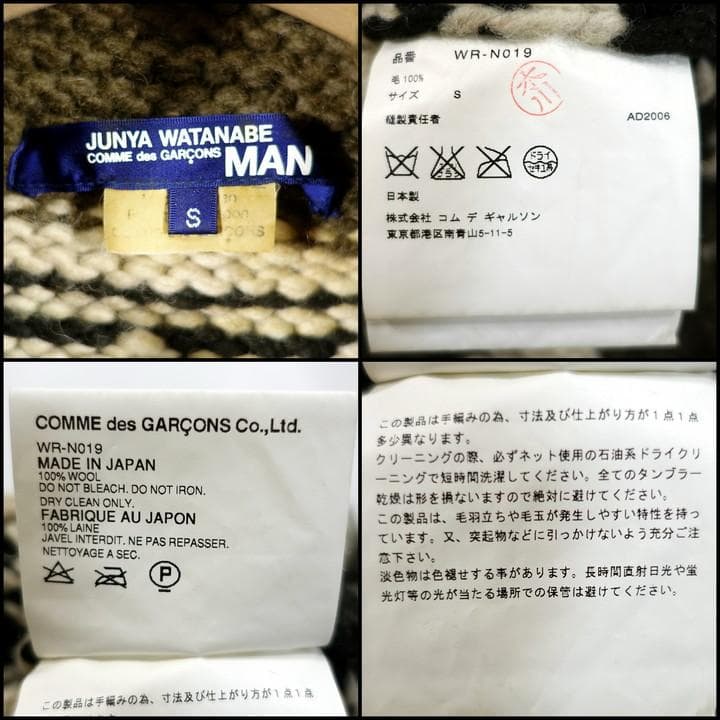 JUNYA WATANABE
COMME des GARÇONS MAN
S
品番 WR-N019
毛 100%
サイズ S
縫製責任者 AD2006
ドライ
セキユ系
日本製
株式会社 コム デ ギャルソン
東京都港区南青山5-11-5
COMME des GARÇONS Co.,Ltd.
WR-N019
MADE IN JAPAN
100% WOOL
DO NOT BLEACH. DO NOT IRON.
DRY CLEAN ONLY.
FABRIQUE AU JAPON
100% LAINE
JAVEL INTERDIT. NE PAS REPASSER.
NETTOYAGE A SEC.
P
この製品は手編みの為、寸法及び仕上がり方が1点1点
この製品は手編みの為、寸法及び仕上がり方が1点1点
多少異なります。
クリーニングの際、必ずネット使用の石油系ドライクリ
ーニングで短時間洗濯してください。全てのタンブラー
乾燥は形を損ないますので絶対に避けてください。
この製品は、毛羽立ちや毛玉が発生しやすい特性を持っ
ています。又、突起物などに引っかけないよう充分ご注
意下さい。
淡色物は色褪せする事があります。長時間直射日光や蛍
光灯等の光が当たる場所での保管は避けてください。